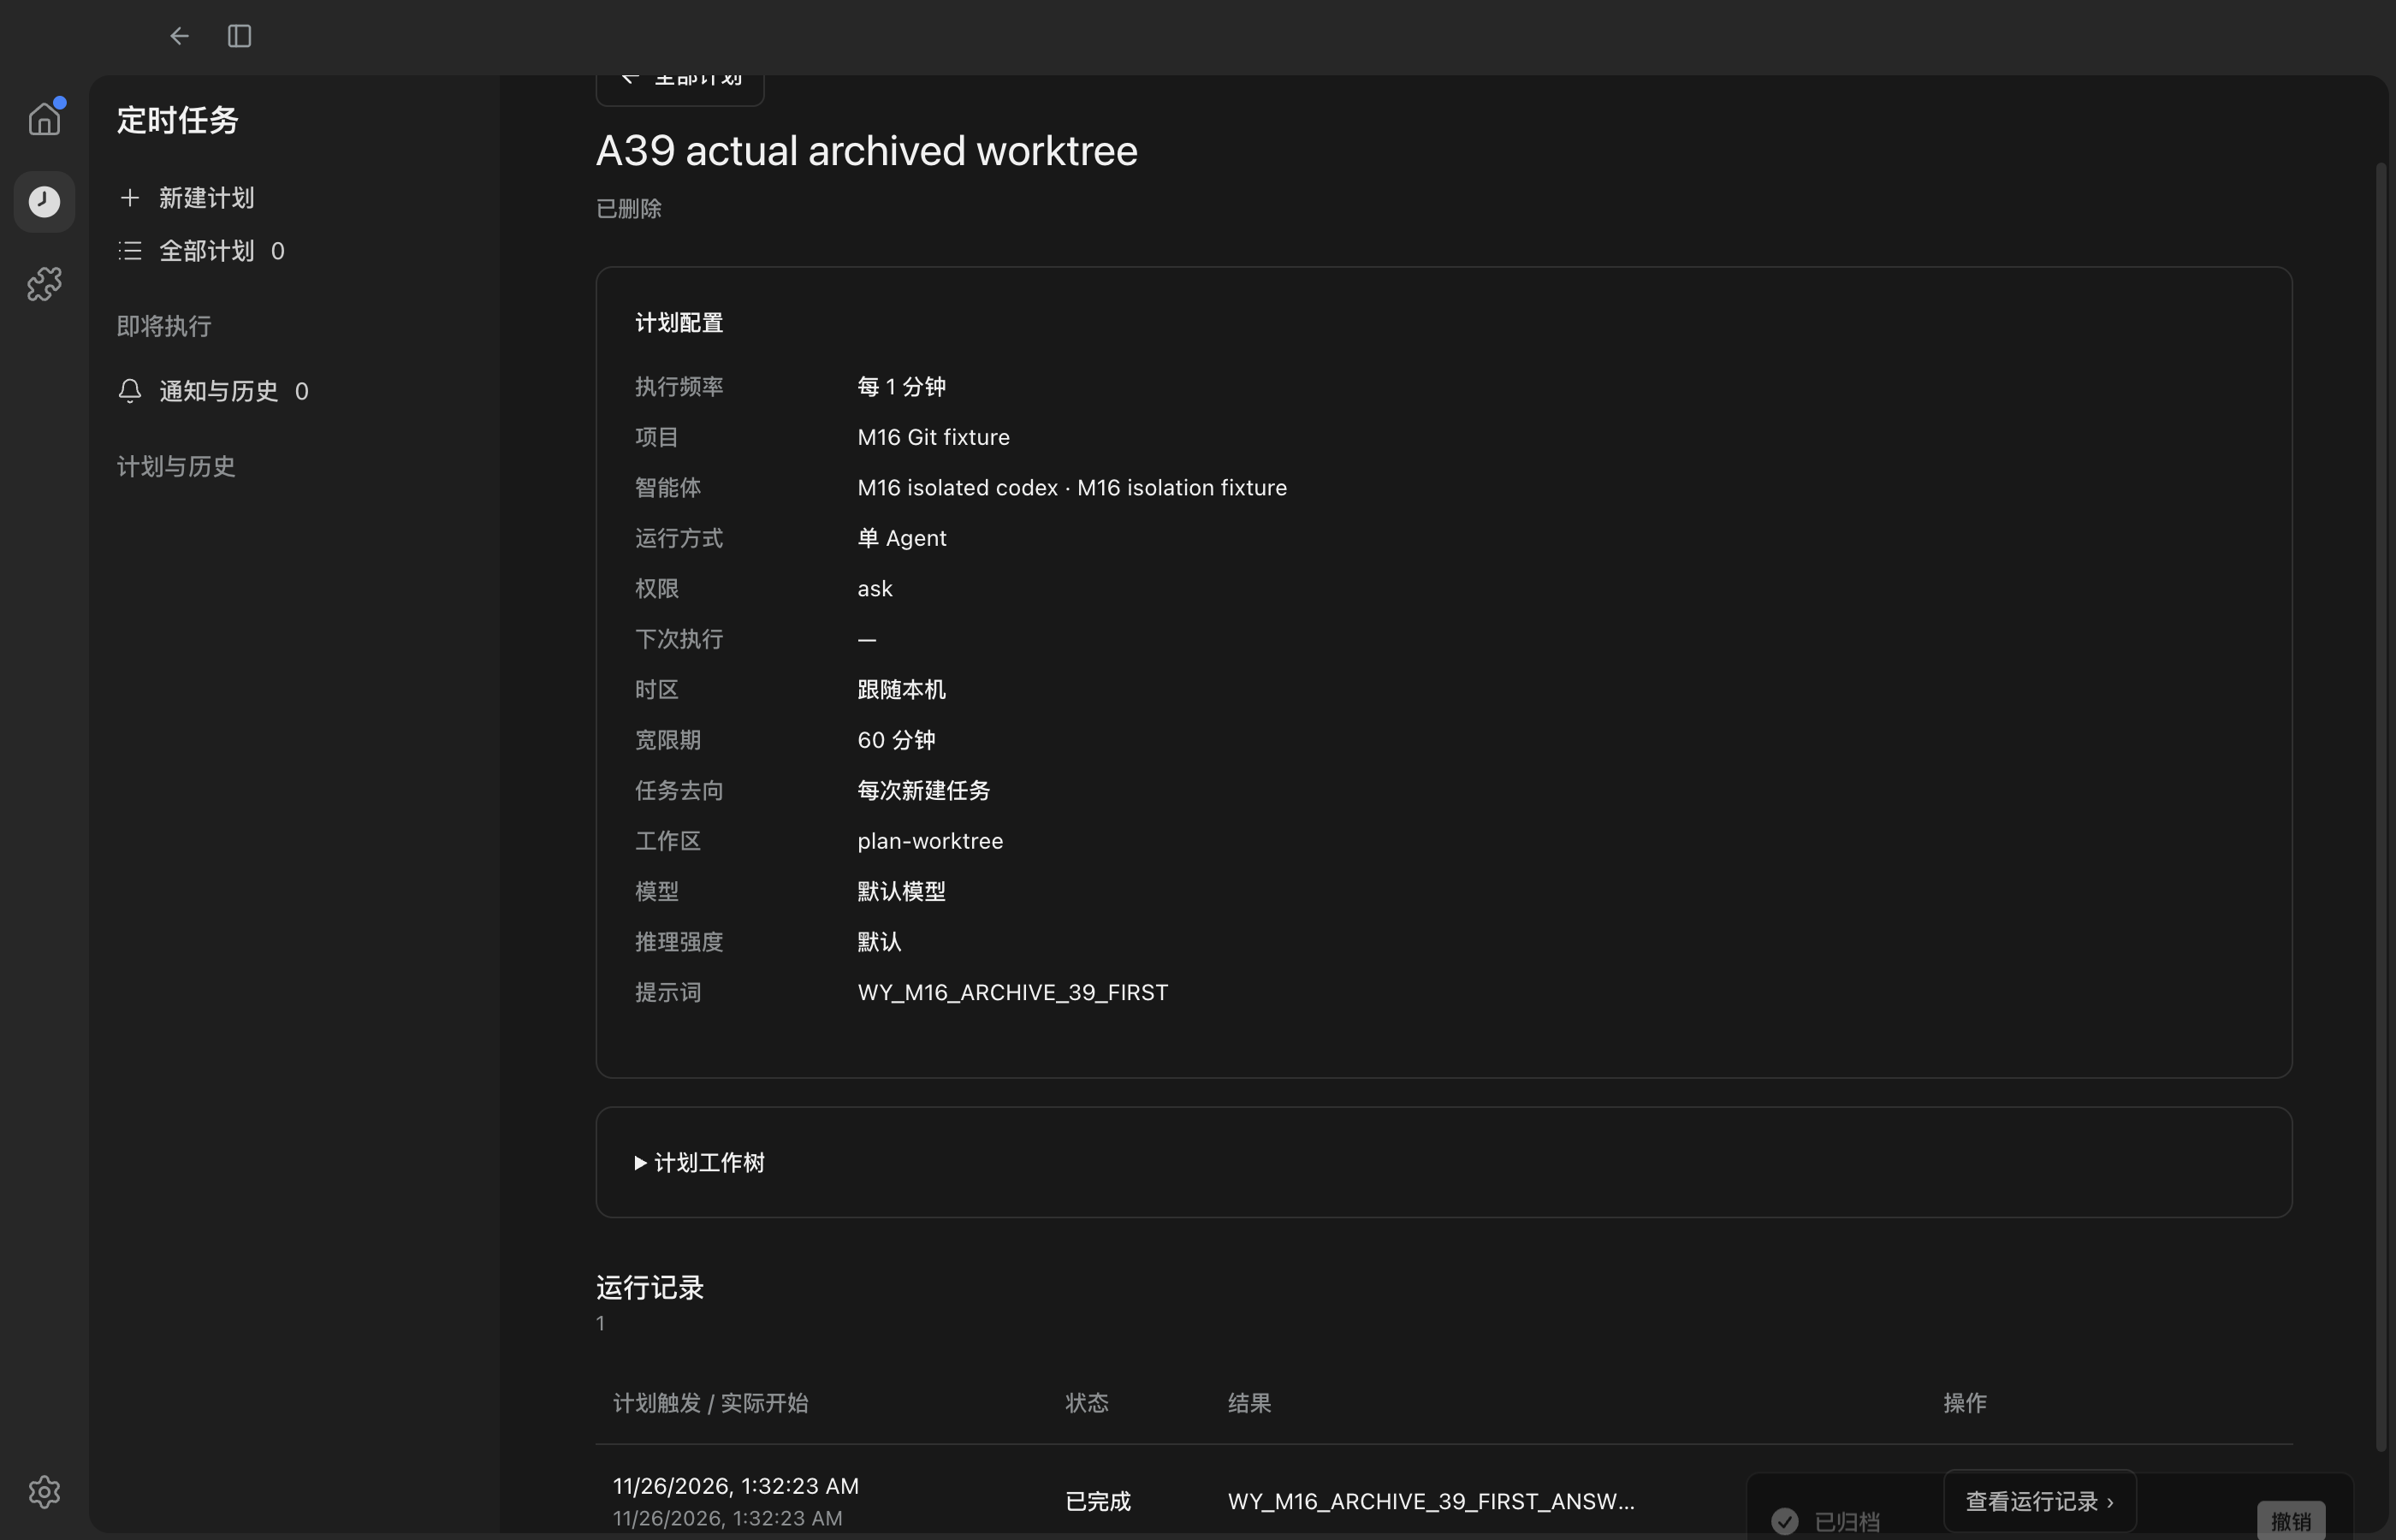 定时任务
新建计划
全部计划 0
即将执行
通知与历史 0
计划与历史
全部计划
A39 actual archived worktree
已删除
计划配置
执行频率 每 1 分钟
项目 M16 Git fixture
智能体 M16 isolated codex · M16 isolation fixture
运行方式 单 Agent
权限 ask
下次执行 —
时区 跟随本机
宽限期 60 分钟
任务去向 每次新建任务
工作区 plan-worktree
模型 默认模型
推理强度 默认
提示词 WY_M16_ARCHIVE_39_FIRST
计划工作树
运行记录
1
计划触发 / 实际开始 状态 结果 操作
11/26/2026, 1:32:23 AM
11/26/2026, 1:32:23 AM
已完成
WY_M16_ARCHIVE_39_FIRST_ANSW...
查看运行记录 ›
已归档
撤销